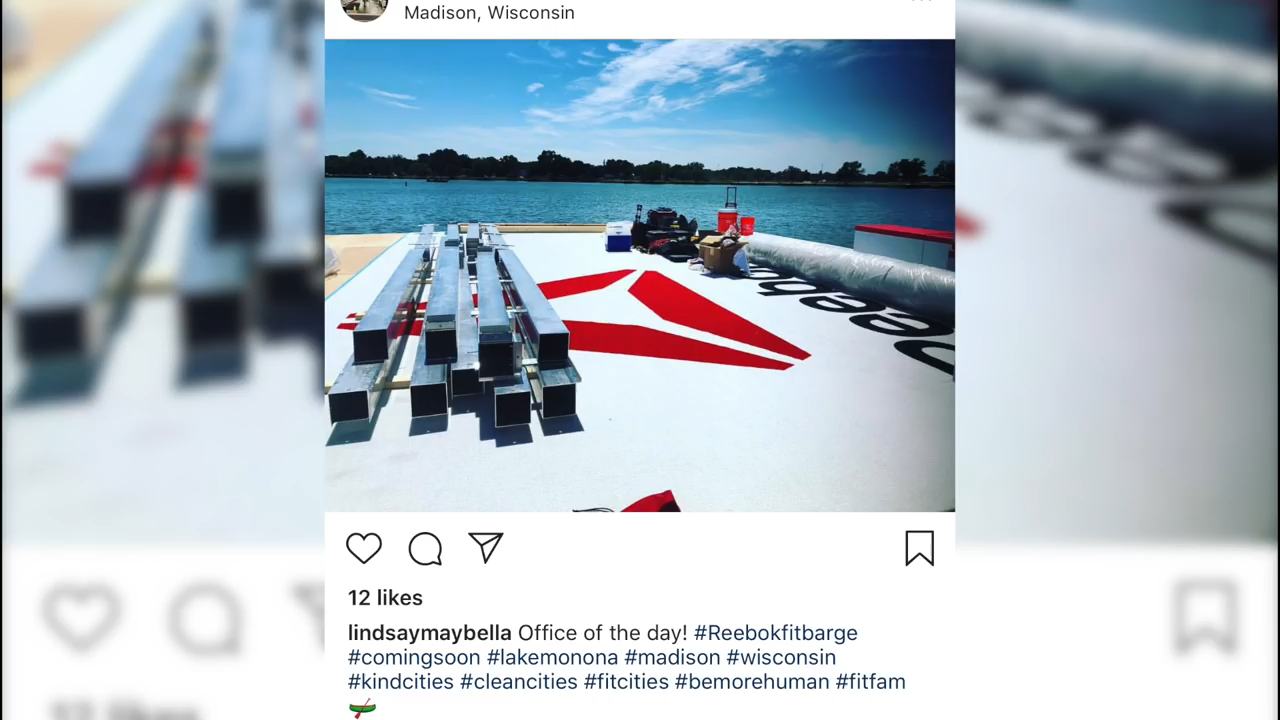 Madison, Wisconsin
Reebok
12 likes
lindsaymaybella Office of the day! #Reebokfitbarge
#comingsoon #lakemonona #madison #wisconsin
#kindcities #cleancities #fitcities #bemorehuman #fitfam